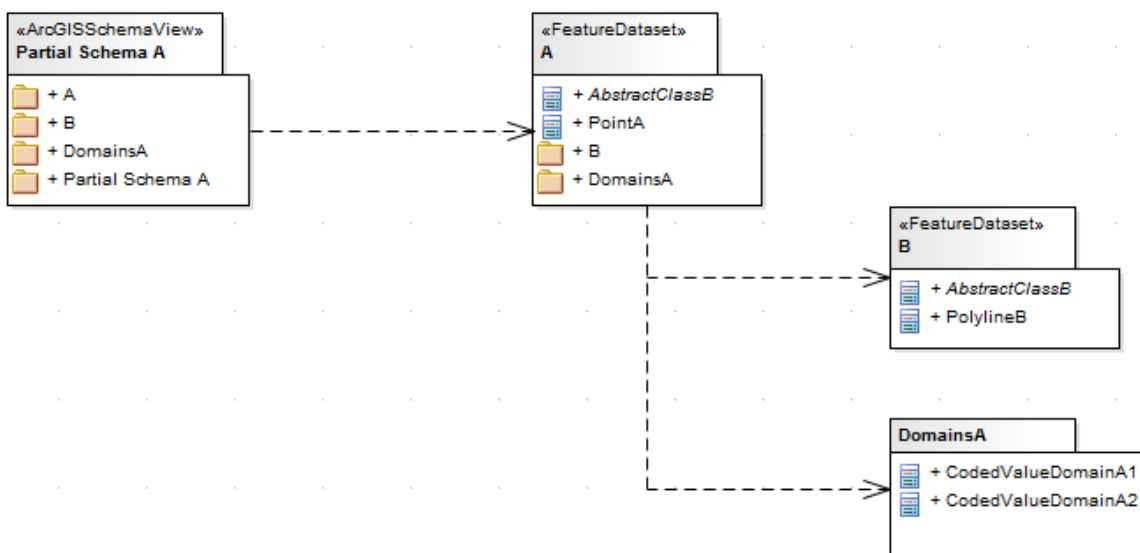 «ArcGISSchemaView»
Partial Schema A
+ A
+ B
+ DomainsA
+ Partial Schema A
«FeatureDataset»
A
+ AbstractClassB
+ PointA
+ B
+ DomainsA
«FeatureDataset»
B
+ AbstractClassB
+ PolylineB
DomainsA
+ CodedValueDomainA1
+ CodedValueDomainA2